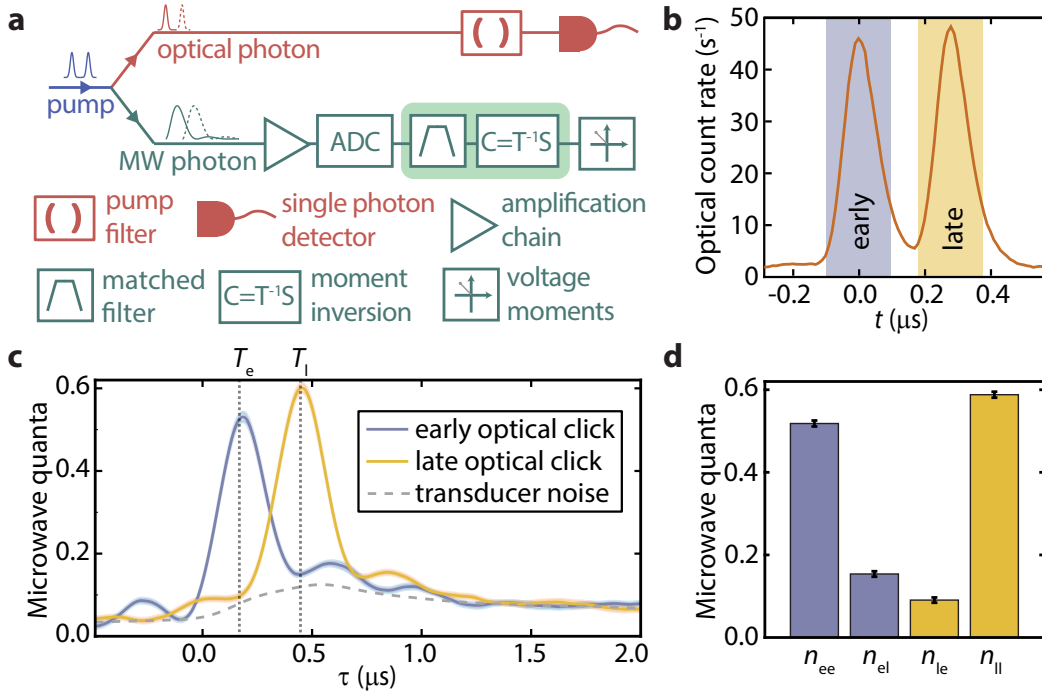 a
optical photon
( )
pump
MW photon
ADC
C=T⁻¹S
pump
filter
single photon
detector
amplification
chain
matched
filter
C=T⁻¹S
moment
inversion
voltage
moments
b
Optical count rate (s⁻¹)
50
40
30
20
10
0
early
late
-0.2 0.0 0.2 0.4
t (μs)
c
Tₑ Tₗ
Microwave quanta
0.6
0.4
0.2
0.0
early optical click
late optical click
transducer noise
0.0 0.5 1.0 1.5 2.0
τ (μs)
d
Microwave quanta
0.6
0.4
0.2
0.0
nₑₑ nₑₗ nₗₑ nₗₗ